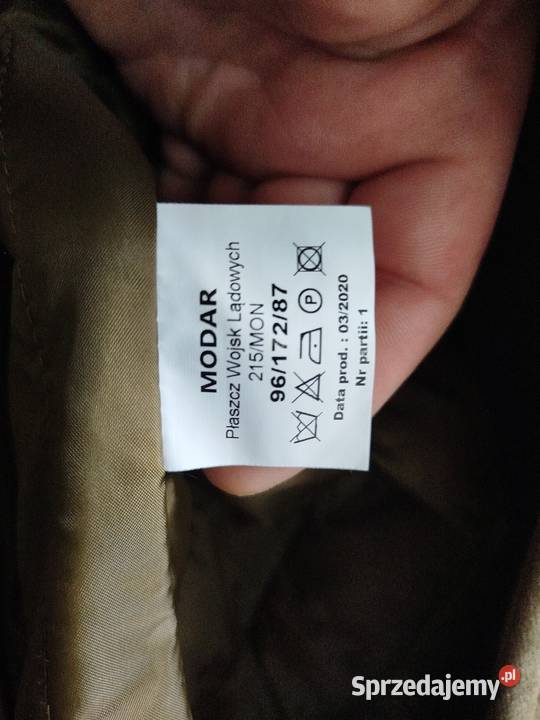 MODAR
Płaszcz Wojsk Lądowych
215/MON
96/172/87
P
Data prod. : 03/2020
Nr partii: 1
Sprzedajemy.pl